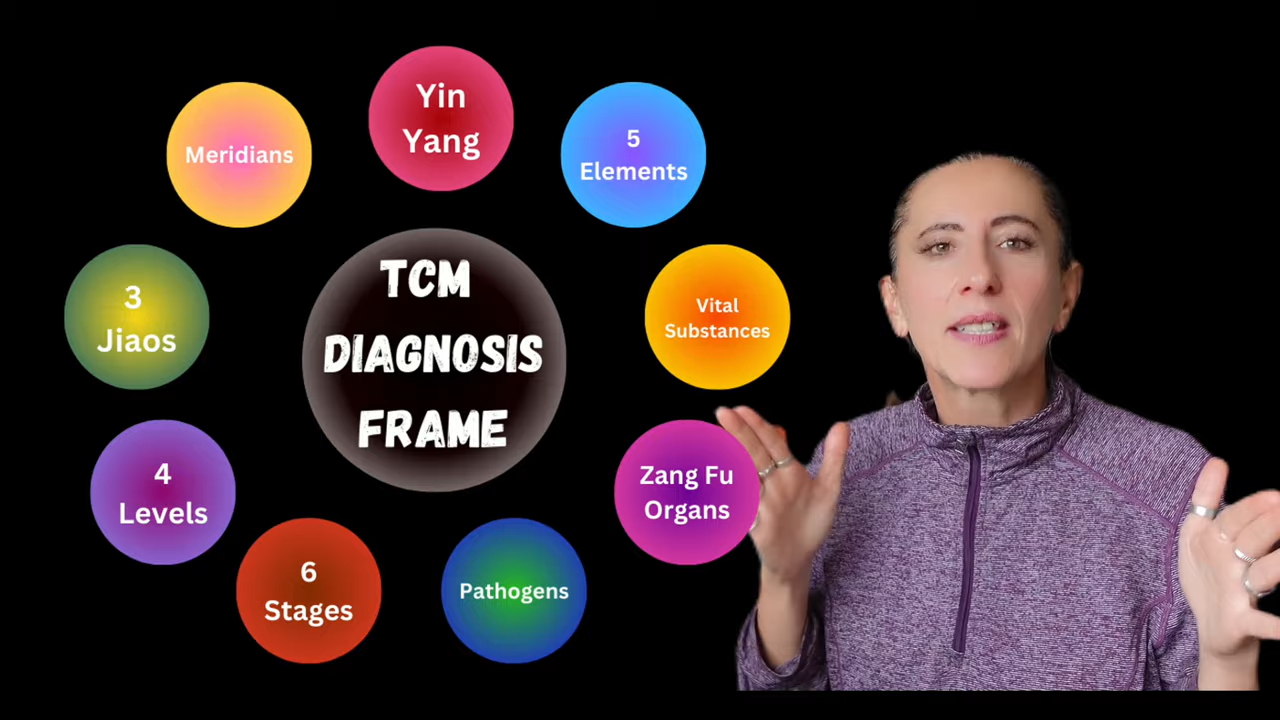 Yin
Yang
5
Elements
Vital
Substances
Zang Fu
Organs
Pathogens
6
Stages
4
Levels
3
Jiaos
Meridians
TCM
DIAGNOSIS
FRAME